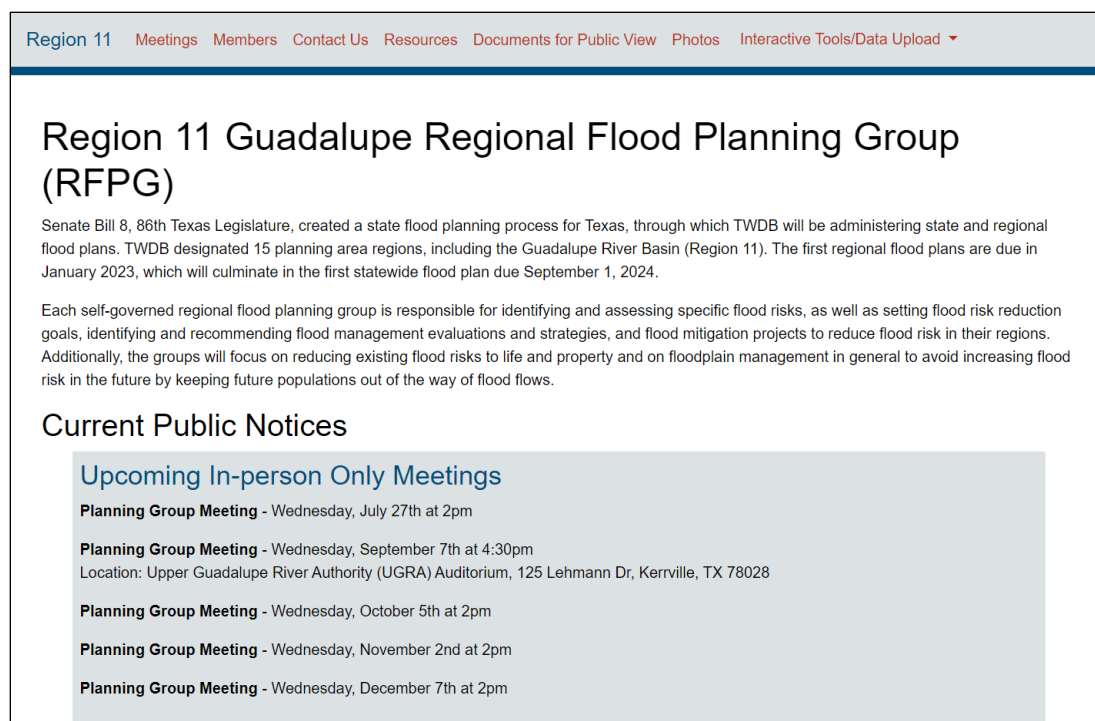 Region 11 Meetings Members Contact Us Resources Documents for Public View Photos Interactive Tools/Data Upload
Region 11 Guadalupe Regional Flood Planning Group
(RFPG)
Senate Bill 8, 86th Texas Legislature, created a state flood planning process for Texas, through which TWDB will be administering state and regional
flood plans. TWDB designated 15 planning area regions, including the Guadalupe River Basin (Region 11). The first regional flood plans are due in
January 2023, which will culminate in the first statewide flood plan due September 1, 2024.
Each self-governed regional flood planning group is responsible for identifying and assessing specific flood risks, as well as setting flood risk reduction
goals, identifying and recommending flood management evaluations and strategies, and flood mitigation projects to reduce flood risk in their regions.
Additionally, the groups will focus on reducing existing flood risks to life and property and on floodplain management in general to avoid increasing flood
risk in the future by keeping future populations out of the way of flood flows.
Current Public Notices
Upcoming In-person Only Meetings
Planning Group Meeting - Wednesday, July 27th at 2pm
Planning Group Meeting - Wednesday, September 7th at 4:30pm
Location: Upper Guadalupe River Authority (UGRA) Auditorium, 125 Lehmann Dr, Kerrville, TX 78028
Planning Group Meeting - Wednesday, October 5th at 2pm
Planning Group Meeting - Wednesday, November 2nd at 2pm
Planning Group Meeting - Wednesday, December 7th at 2pm